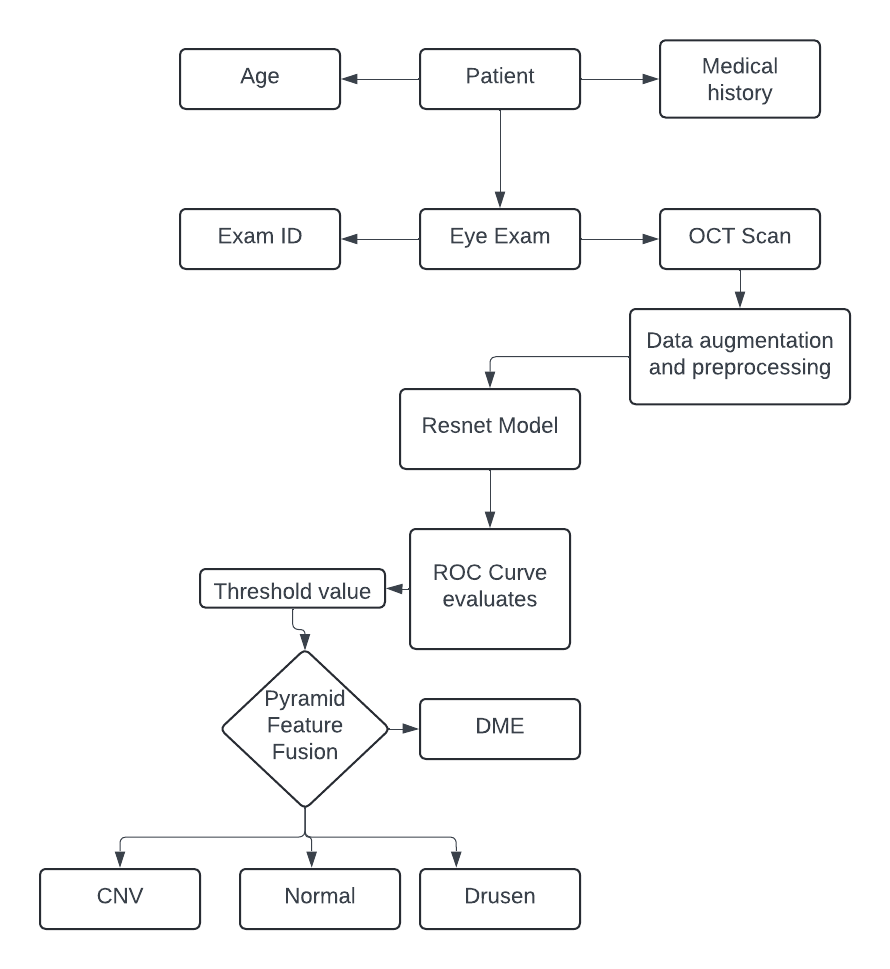 Age
Patient
Medical
history
Exam ID
Eye Exam
OCT Scan
Data augmentation
and preprocessing
Resnet Model
ROC Curve
evaluates
Threshold value
Pyramid
Feature
Fusion
DME
CNV
Normal
Drusen